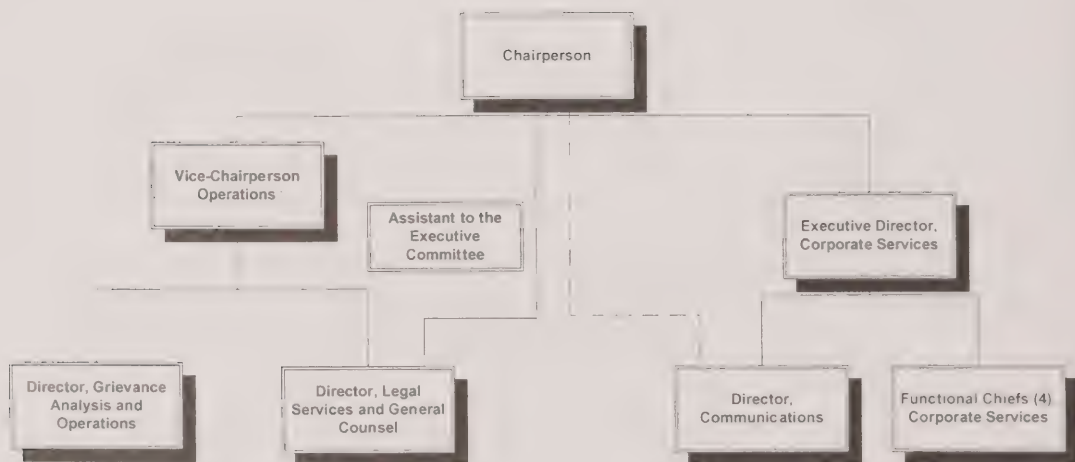 Chairperson
Vice-Chairperson
Operations
Assistant to the
Executive
Committee
Executive Director,
Corporate Services
Director, Grievance
Analysis and
Operations
Director, Legal
Services and General
Counsel
Director,
Communications
Functional Chiefs (4)
Corporate Services